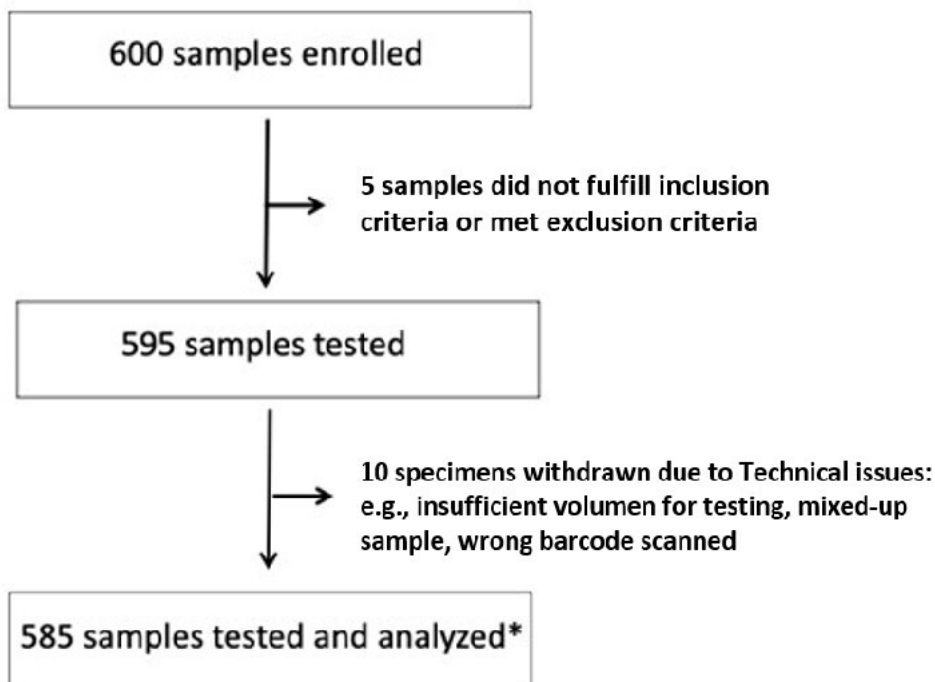 600 samples enrolled
5 samples did not fulfill inclusion
criteria or met exclusion criteria
595 samples tested
10 specimens withdrawn due to Technical issues:
e.g., insufficient volumen for testing, mixed-up
sample, wrong barcode scanned
585 samples tested and analyzed*